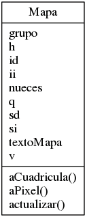 Mapa
grupo
h
id
ii
nueces
q
sd
si
textoMapa
v
aCuadricula()
aPixel()
actualizar()